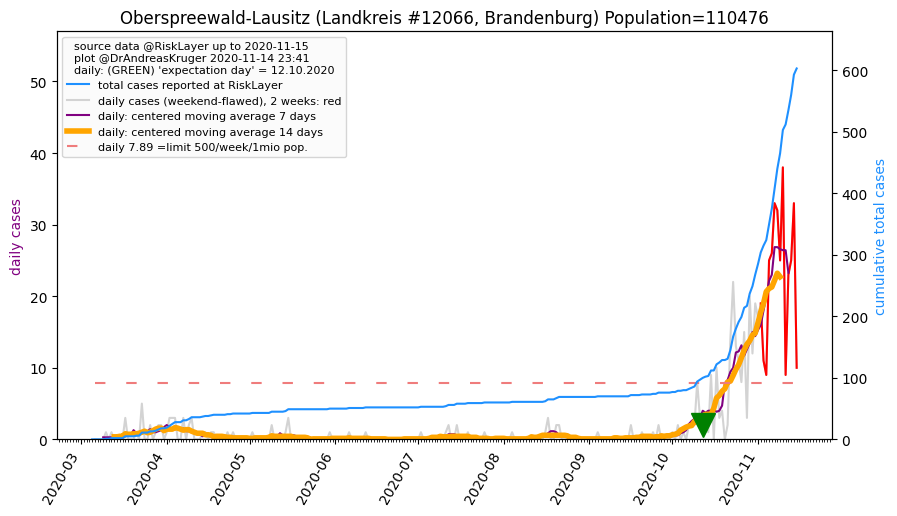 Oberspreewald-Lausitz (Landkreis #12066, Brandenburg) Population=110476
source data @RiskLayer up to 2020-11-15
plot @DrAndreasKruger 2020-11-14 23:41
daily: (GREEN) 'expectation day' = 12.10.2020
total cases reported at RiskLayer
daily cases (weekend-flawed), 2 weeks: red
daily: centered moving average 7 days
daily: centered moving average 14 days
daily 7.89 =limit 500/week/1mio pop.
daily cases
50
40
30
20
10
0
cumulative total cases
600
500
400
300
200
100
0
2020-03
2020-04
2020-05
2020-06
2020-07
2020-08
2020-09
2020-10
2020-11